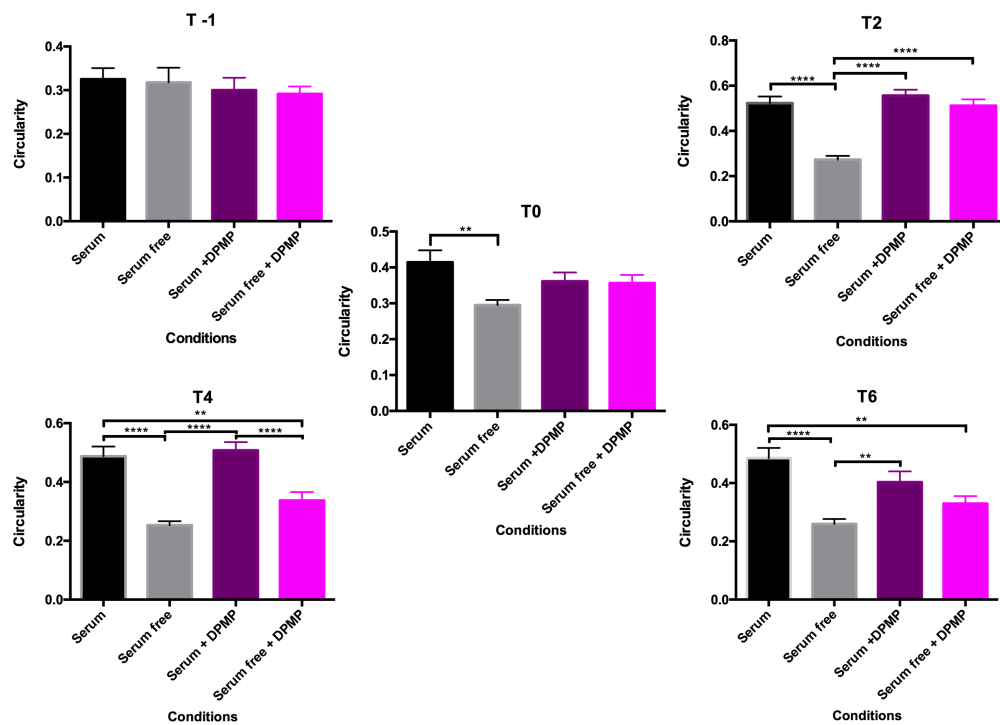 T -1
Circularity
0.4
0.3
0.2
0.1
0.0
Serum
Serum free
Serum +DPMP
Serum free + DPMP
Conditions
T2
Circularity
0.8
0.6
0.4
0.2
0.0
****
****
****
Serum
Serum free
Serum +DPMP
Serum free + DPMP
Conditions
T0
Circularity
0.5
0.4
0.3
0.2
0.1
0.0
**
Serum
Serum free
Serum +DPMP
Serum free + DPMP
Conditions
T4
Circularity
0.6
0.4
0.2
0.0
**
****
****
****
Serum
Serum free
Serum + DPMP
Serum free + DPMP
Conditions
T6
Circularity
0.6
0.4
0.2
0.0
**
****
**
Serum
Serum free
Serum +DPMP
Serum free + DPMP
Conditions